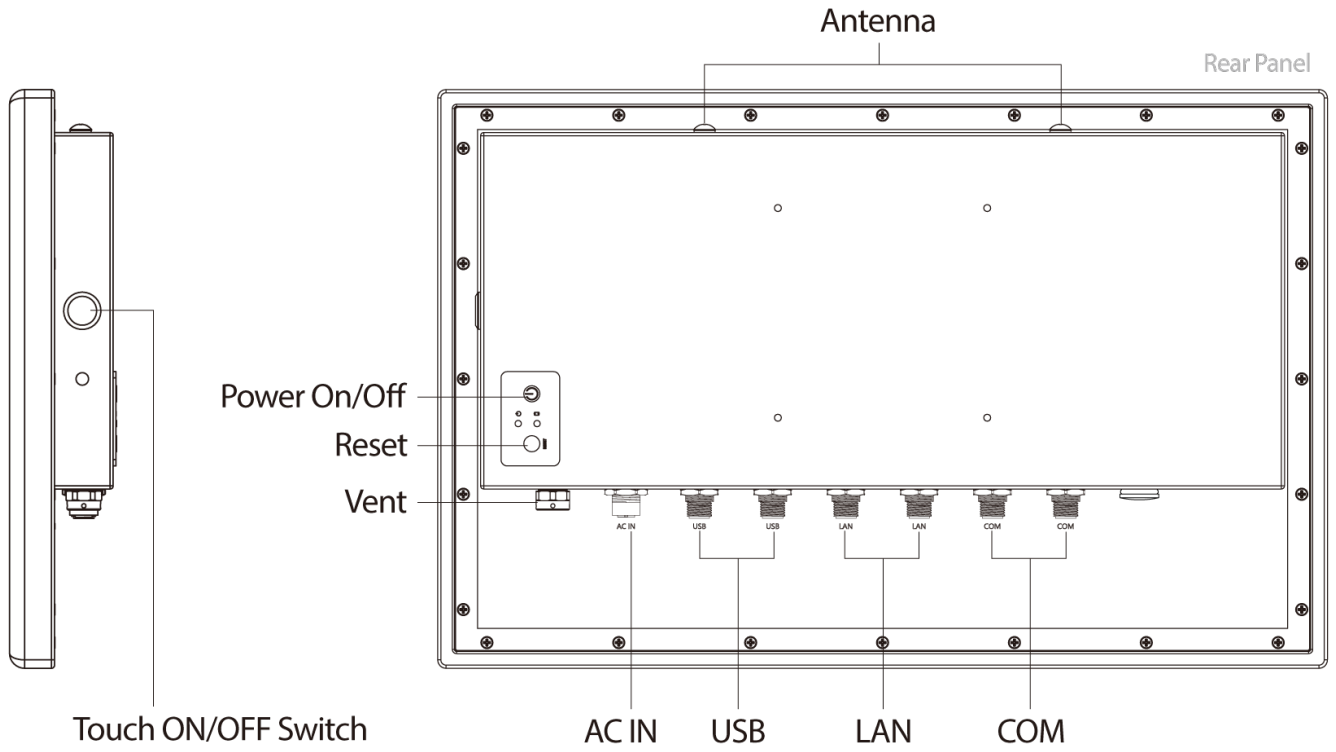 Antenna
Rear Panel
Power On/Off
Reset
Vent
AC IN
USB
USB
LAN
LAN
COM
COM
Touch ON/OFF Switch
AC IN
USB
LAN
COM